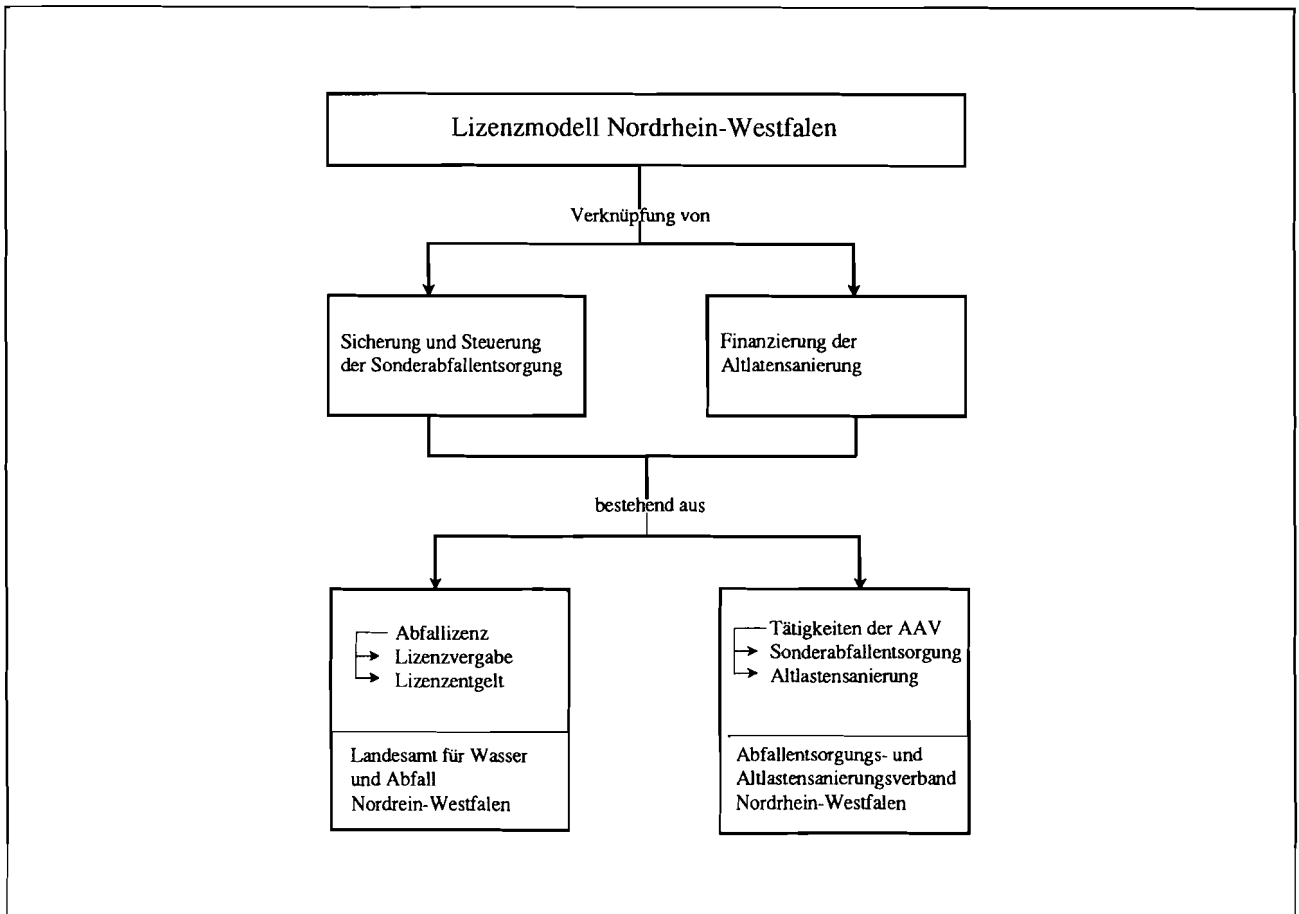 Lizenzmodell Nordrhein-Westfalen
Verknüpfung von
Sicherung und Steuerung
der Sonderabfallentsorgung
Finanzierung der
Altlatensanierung
bestehend aus
Abfallizenz
Lizenzvergabe
Lizenzentgelt
Landesamt für Wasser
und Abfall
Nordrein-Westfalen
Tätigkeiten der AAV
Sonderabfallentsorgung
Altlastensanierung
Abfallentsorgungs- und
Altlastensanierungsverband
Nordrhein-Westfalen